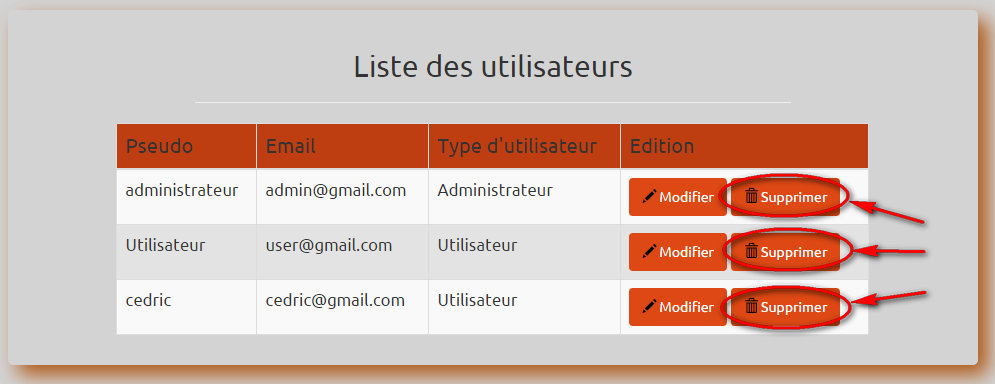 Liste des utilisateurs
Pseudo Email Type d'utilisateur Edition
administrateur admin@gmail.com Administrateur Modifier Supprimer
Utilisateur user@gmail.com Utilisateur Modifier Supprimer
cedric cedric@gmail.com Utilisateur Modifier Supprimer